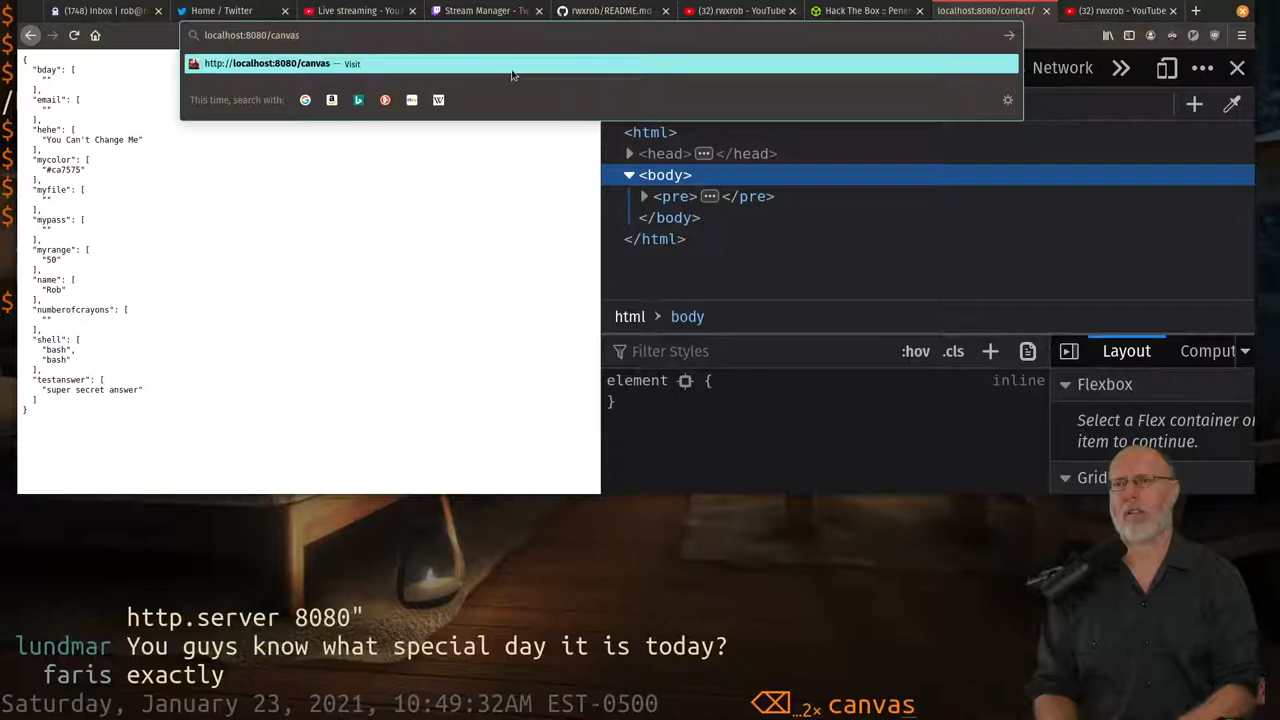 (1748) Inbox | rob@r
Home / Twitter
Live streaming - YouT
Stream Manager - Tw
rwxrob/README.md
(32) rwxrob - YouTube
Hack The Box :: Pene
localhost:8080/contact/
(32) rwxrob - YouTube
localhost:8080/canvas
http://localhost:8080/canvas — Visit
This time, search with:
Network
{
"bday": [
""
],
"email": [
""
],
"hehe": [
"You Can't Change Me"
],
"mycolor": [
"#ca7575"
],
"myfile": [
""
],
"mypass": [
""
],
"myrange": [
"50"
],
"name": [
"Rob"
],
"numberofcrayons": [
""
],
"shell": [
"bash",
"bash"
],
"testanswer": [
"super secret answer"
]
}
<html>
<head> ••• </head>
<body>
<pre> ••• </pre>
</body>
</html>
html > body
Filter Styles
:hov .cls
Layout
Comput
element { inline
}
Flexbox
Select a Flex container or
item to continue.
Grid
$
$
/
$
$
$
http.server 8080"
lundmar You guys know what special day it is today?
faris exactly
Saturday, January 23, 2021, 10:49:32AM EST-0500
…2× canvas